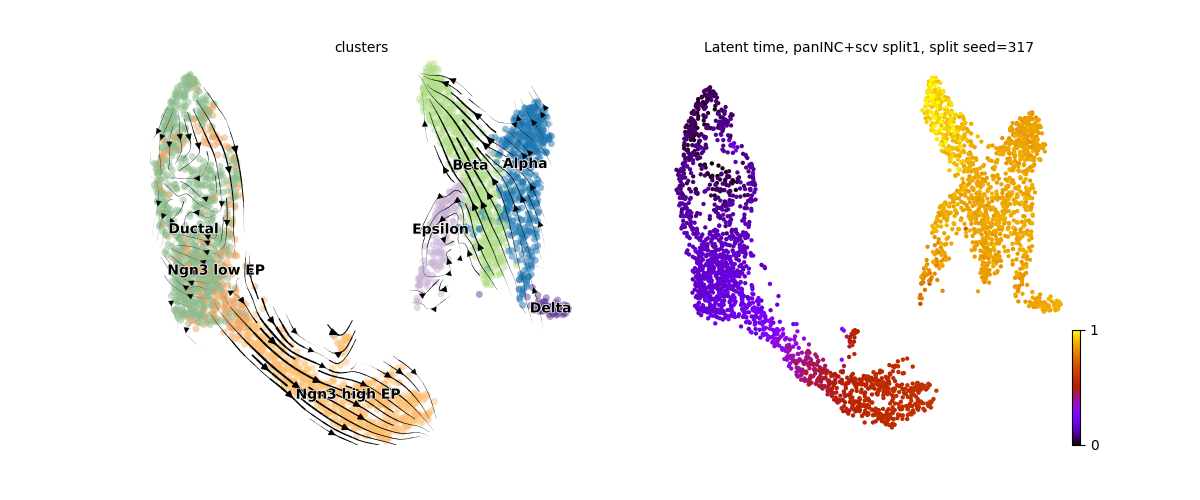 clusters
Beta
Alpha
Ductal
Epsilon
Ngn3 low EP
Delta
Ngn3 high EP
Latent time, panINC+scv split1, split seed=317
1
0